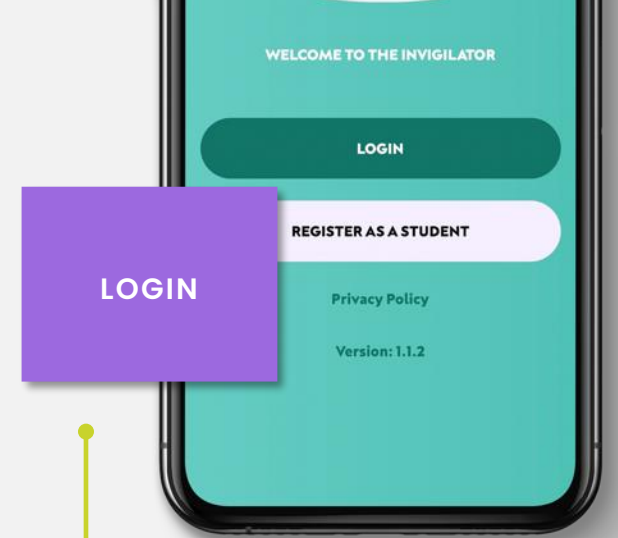 WELCOME TO THE INVIGILATOR
LOGIN
REGISTER AS A STUDENT
LOGIN
Privacy Policy
Version: 1.1.2